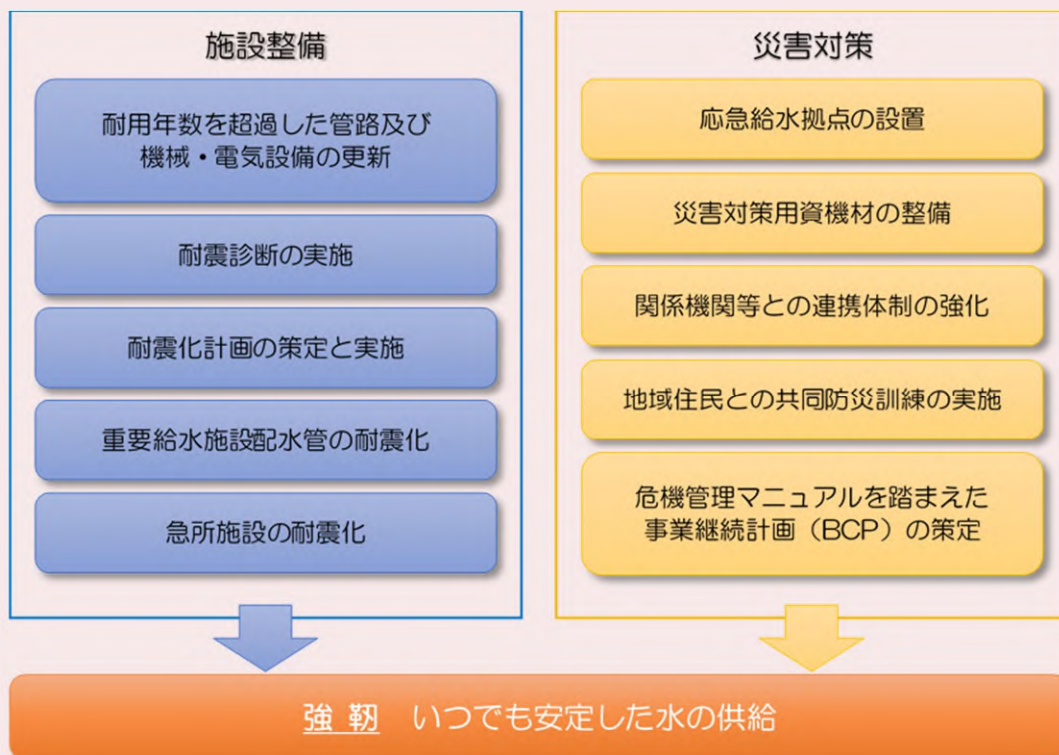 施設整備
耐用年数を超過した管路及び
機械・電気設備の更新
耐震診断の実施
耐震化計画の策定と実施
重要給水施設配水管の耐震化
急所施設の耐震化
災害対策
応急給水拠点の設置
災害対策用資機材の整備
関係機関等との連携体制の強化
地域住民との共同防災訓練の実施
危機管理マニュアルを踏まえた
事業継続計画（BCP）の策定
強 靭　いつでも安定した水の供給